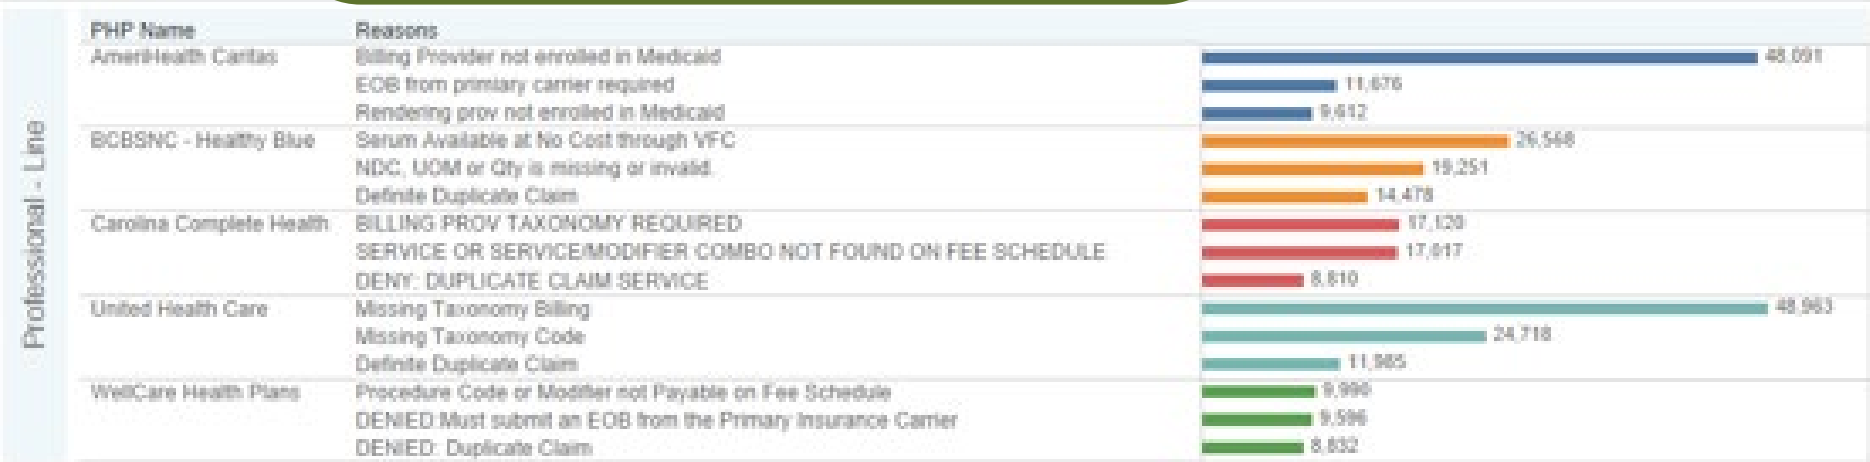 PHP Name Reasons
AmeriHealth Caritas Billing Provider not enrolled in Medicaid 48,091
EOB from primiary carrier required 11,676
Rendering prov not enrolled in Medicaid 9,612
BCBSNC - Healthy Blue Serum Available at No Cost through VFC 26,568
NDC, UOM or Qty is missing or invalid. 19,251
Definite Duplicate Claim 14,478
Carolina Complete Health BILLING PROV TAXONOMY REQUIRED 17,120
SERVICE OR SERVICE/MODIFIER COMBO NOT FOUND ON FEE SCHEDULE 17,017
DENY: DUPLICATE CLAIM SERVICE 8,810
United Health Care Missing Taxonomy Billing 48,963
Missing Taxonomy Code 24,718
Definite Duplicate Claim 11,985
WellCare Health Plans Procedure Code or Modifier not Payable on Fee Schedule 9,990
DENIED:Must submit an EOB from the Primary Insurance Carrier 9,596
DENIED: Duplicate Claim 8,832
Professional - Line